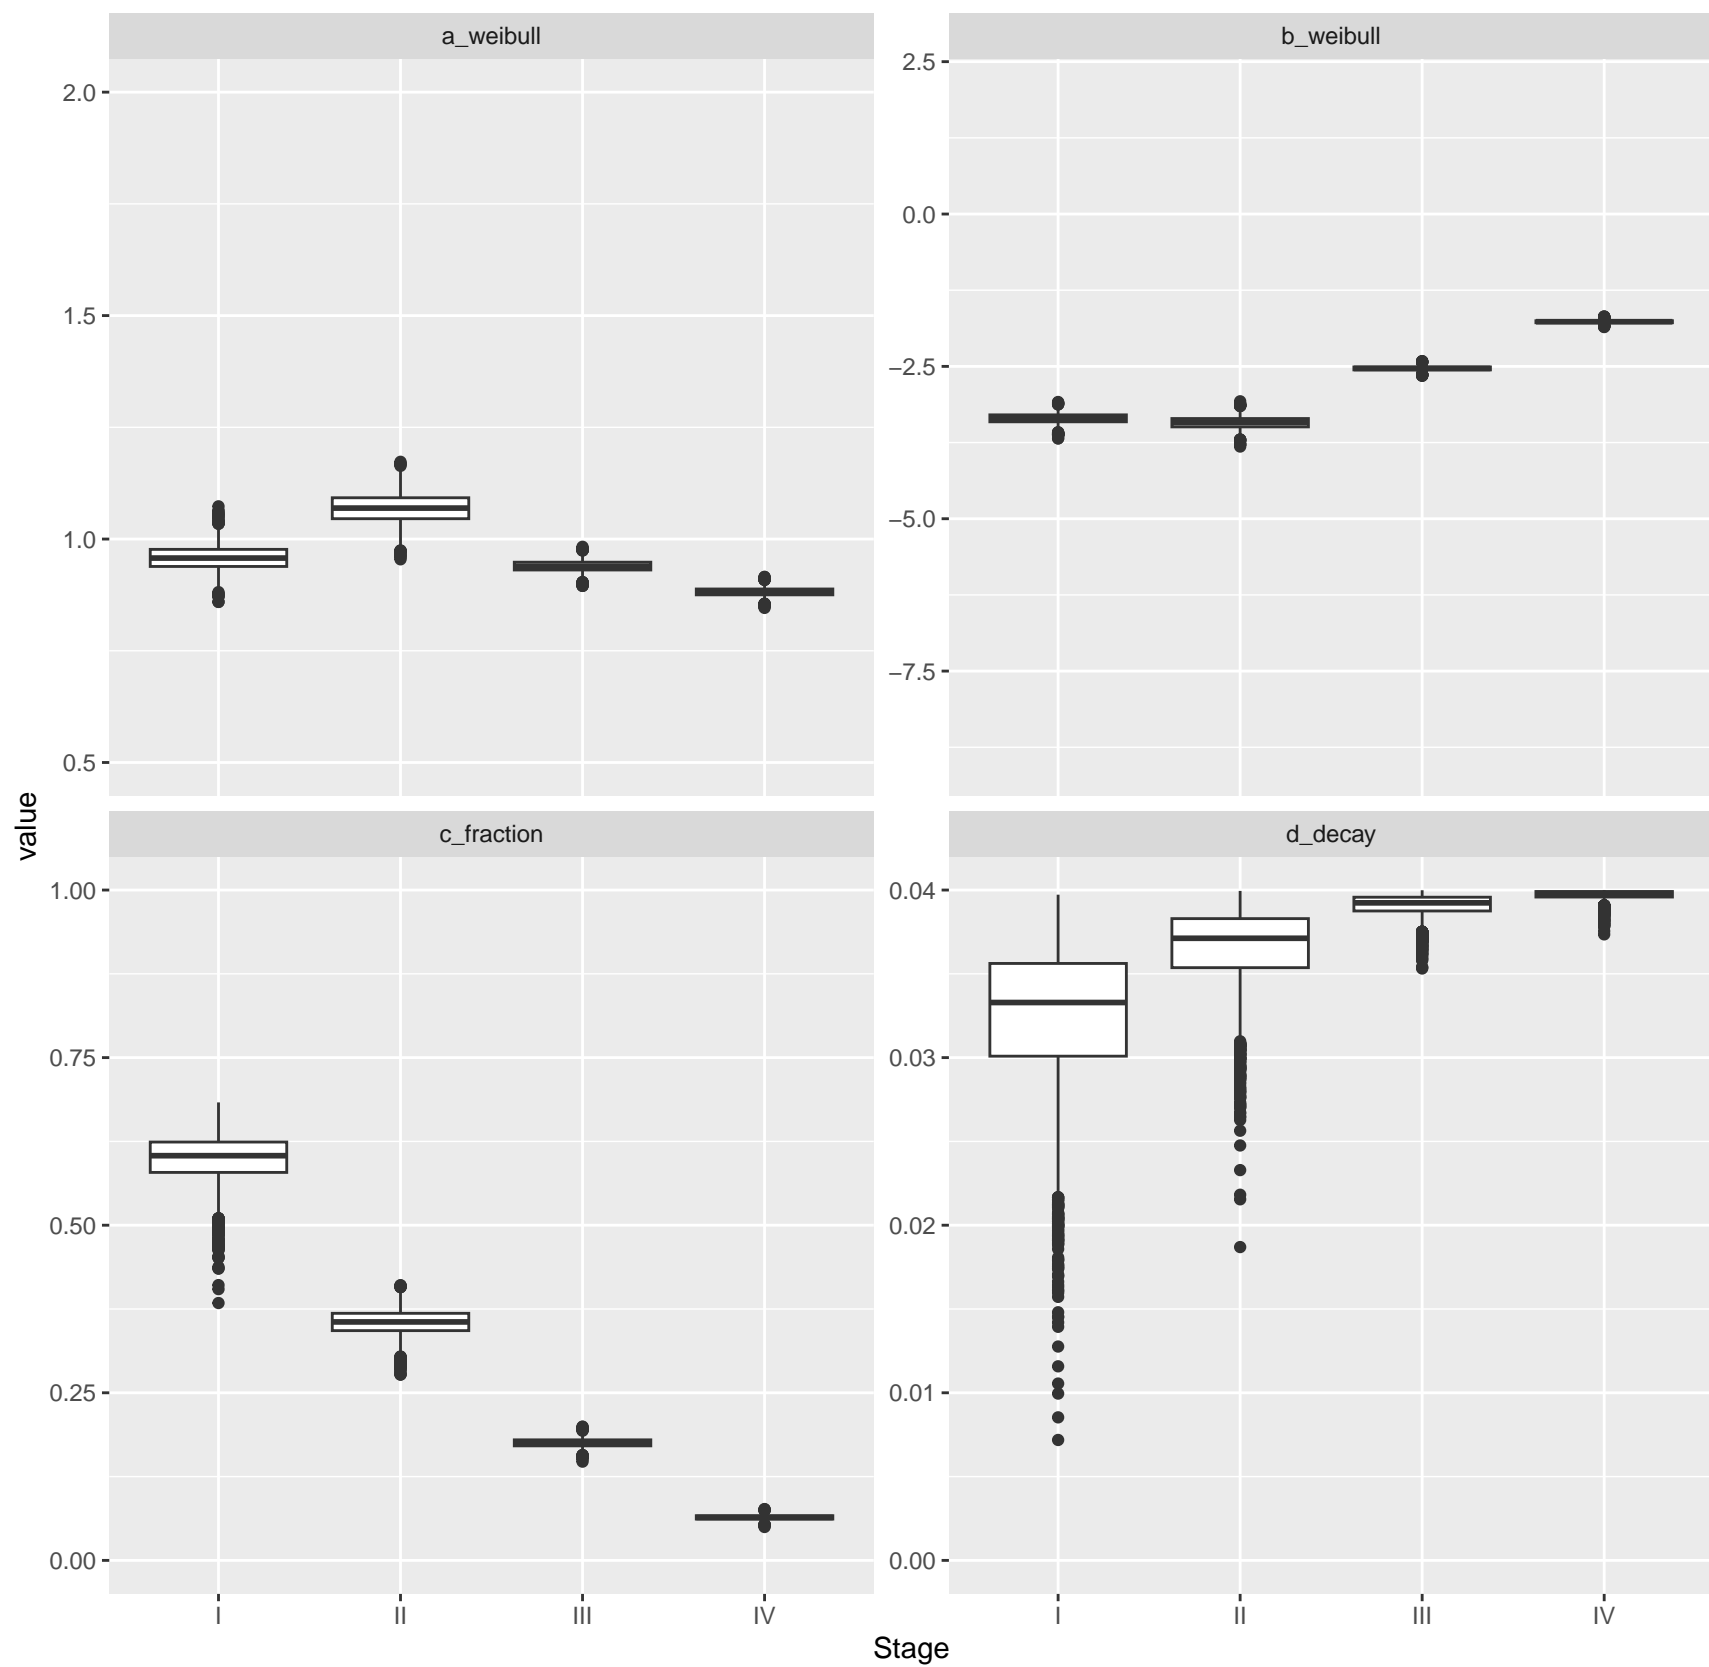 a_weibull
b_weibull
2.0
1.5
1.0
0.5
2.5
0.0
−2.5
−5.0
−7.5
value
c_fraction
d_decay
1.00
0.75
0.50
0.25
0.00
0.04
0.03
0.02
0.01
0.00
I II III IV
I II III IV
Stage